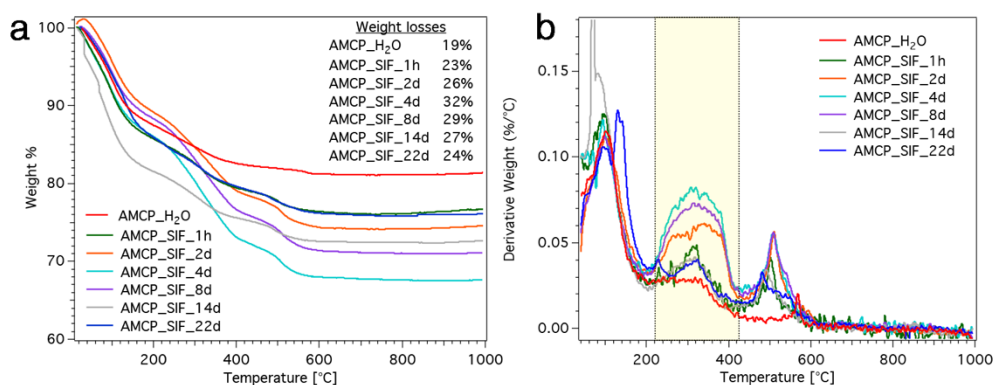 a
Weight losses
AMCP_H₂O 19%
AMCP_SIF_1h 23%
AMCP_SIF_2d 26%
AMCP_SIF_4d 32%
AMCP_SIF_8d 29%
AMCP_SIF_14d 27%
AMCP_SIF_22d 24%
100
90
80
70
60
Weight %
AMCP_H₂O
AMCP_SIF_1h
AMCP_SIF_2d
AMCP_SIF_4d
AMCP_SIF_8d
AMCP_SIF_14d
AMCP_SIF_22d
200 400 600 800 1000
Temperature [°C]
b
0.15
0.10
0.05
0.00
Derivative Weight (%/°C)
AMCP_H₂O
AMCP_SIF_1h
AMCP_SIF_2d
AMCP_SIF_4d
AMCP_SIF_8d
AMCP_SIF_14d
AMCP_SIF_22d
200 400 600 800 1000
Temperature [°C]